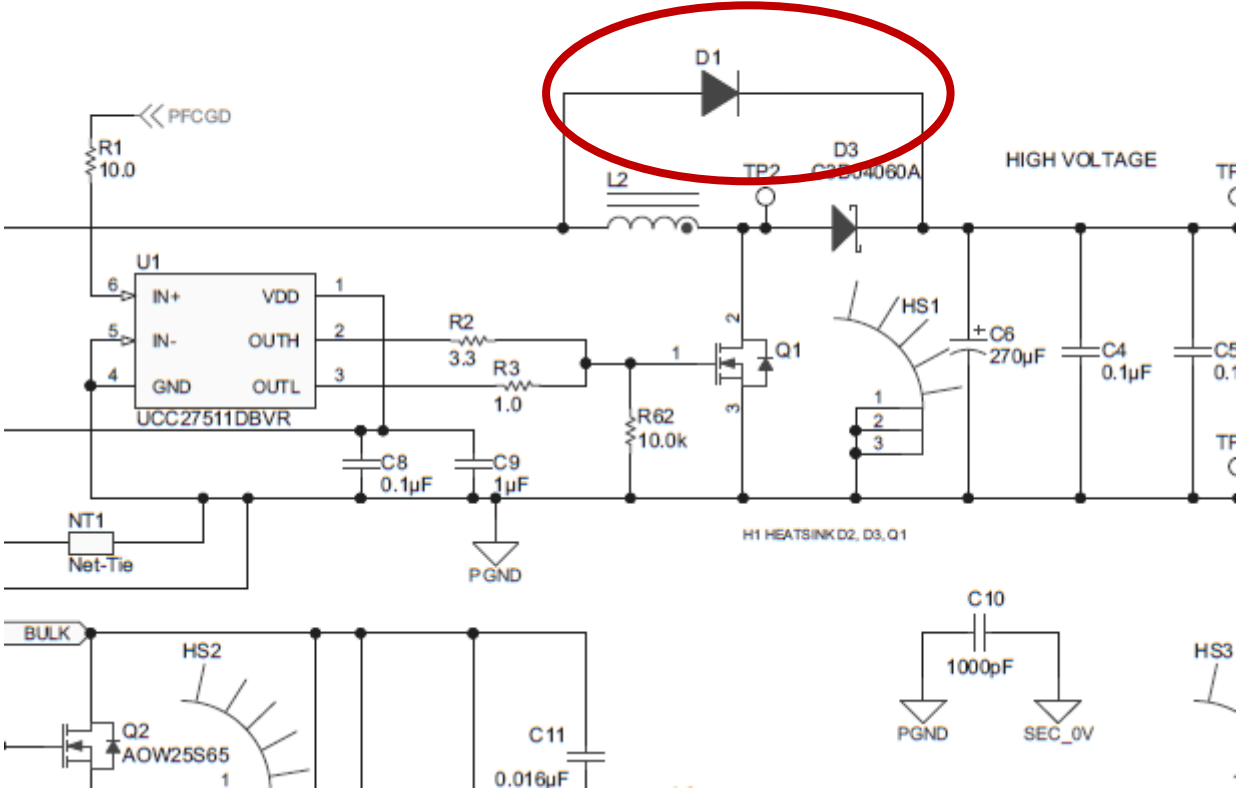 D1
PFCGD
R1
10.0
D3
C3D04060A
HIGH VOLTAGE
L2
TP2
U1
6
IN+
VDD
1
5
IN-
OUTH
2
4
GND
OUTL
3
UCC27511DBVR
R2
3.3
R3
1.0
1
2
3
Q1
HS1
1
2
3
+
C6
270µF
C4
0.1µF
C5
R62
10.0k
C8
0.1µF
C9
1µF
NT1
Net-Tie
PGND
H1 HEATSINK D2, D3, Q1
C10
1000pF
PGND
SEC_0V
BULK
HS2
HS3
Q2
AOW25S65
1
C11
0.016µF